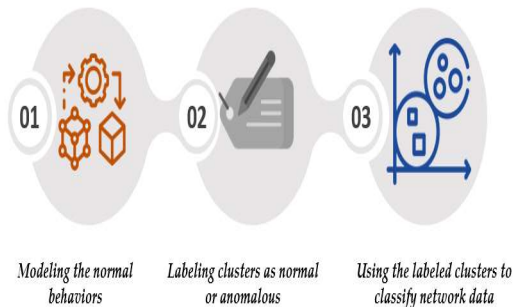 01
02
03
Modeling the normal
behaviors
Labeling clusters as normal
or anomalous
Using the labeled clusters to
classify network data